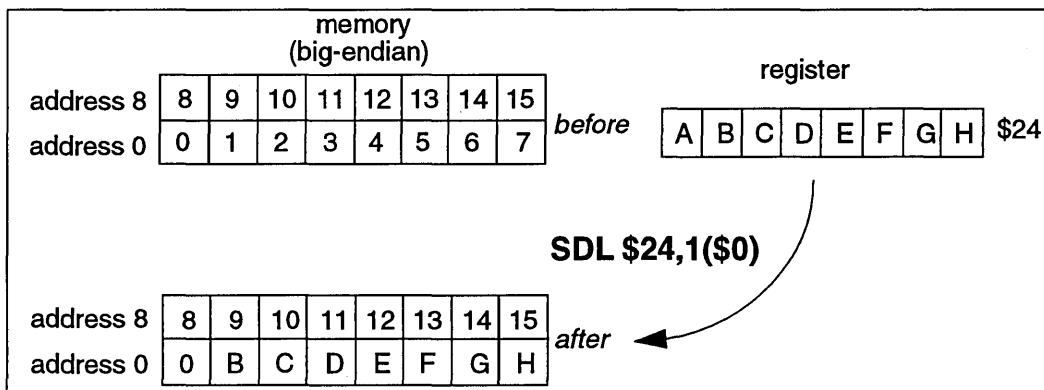 memory
(big-endian)
register
address 8 8 9 10 11 12 13 14 15
before
address 0 0 1 2 3 4 5 6 7
A B C D E F G H $24
SDL $24,1($0)
address 8 8 9 10 11 12 13 14 15
after
address 0 0 B C D E F G H